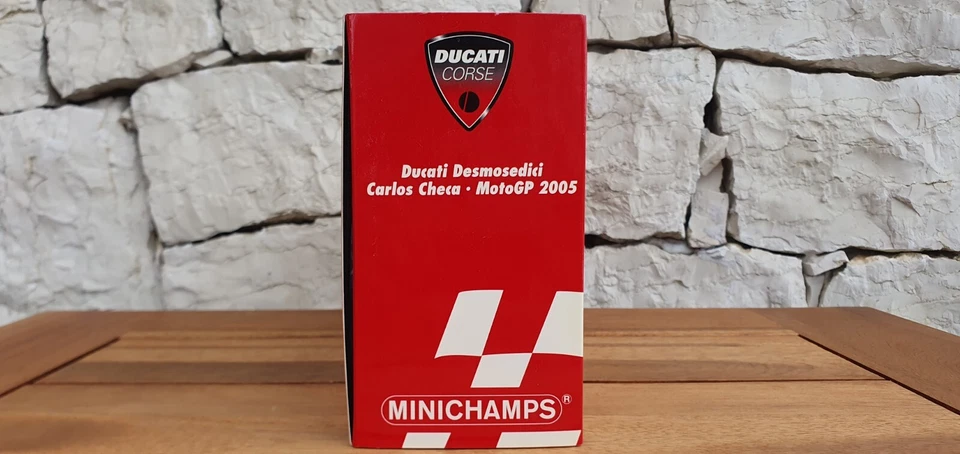 DUCATI
CORSE
Ducati Desmosedici
Carlos Checa · MotoGP 2005
MINICHAMPS®